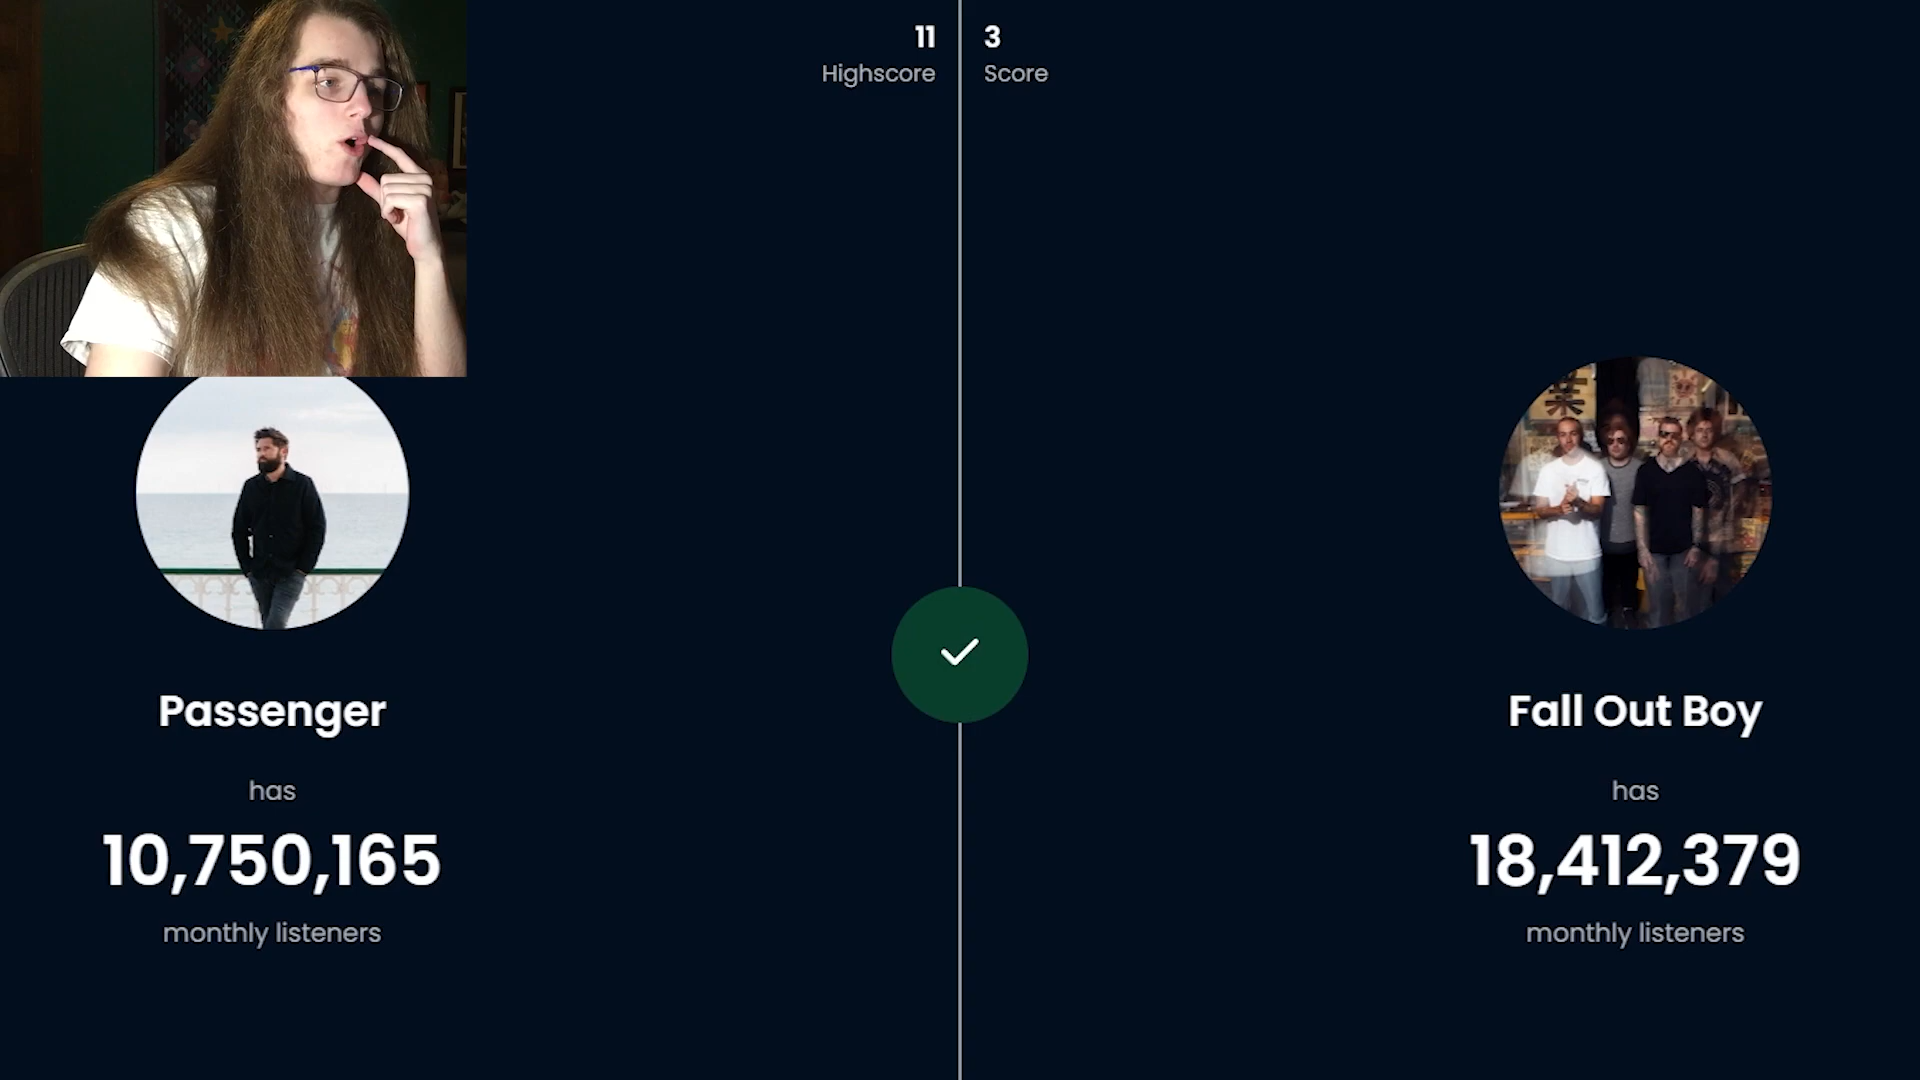 11
Highscore
3
Score
Passenger
has
10,750,165
monthly listeners
Fall Out Boy
has
18,412,379
monthly listeners